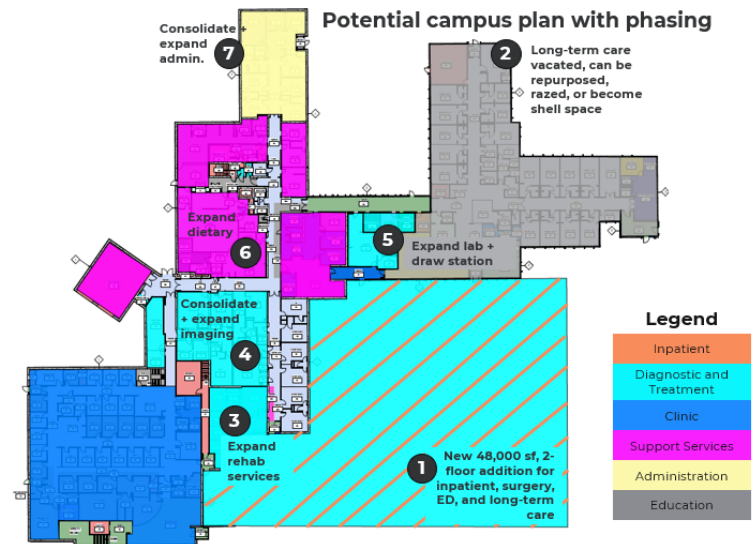 Potential campus plan with phasing
Consolidate +
expand
admin.
7
2
Long-term care
vacated, can be
repurposed,
razed, or become
shell space
Expand
dietary
6
5
Expand lab +
draw station
Consolidate
+ expand
imaging
4
3
Expand
rehab
services
1
New 48,000 sf, 2-
floor addition for
inpatient, surgery,
ED, and long-term
care
Legend
Inpatient
Diagnostic and
Treatment
Clinic
Support Services
Administration
Education